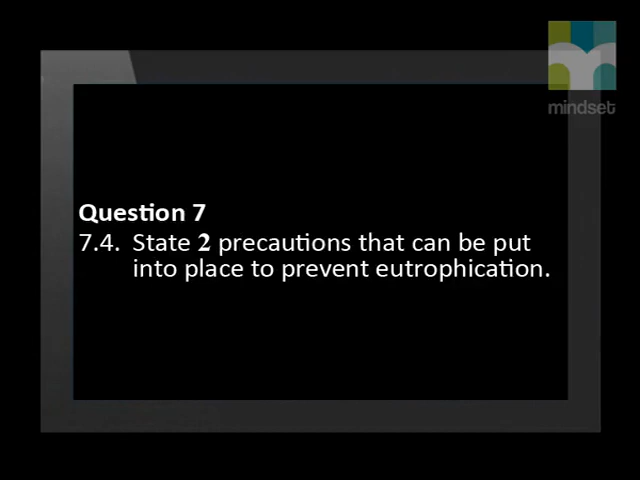 mindset
Question 7
7.4. State 2 precautions that can be put
into place to prevent eutrophication.